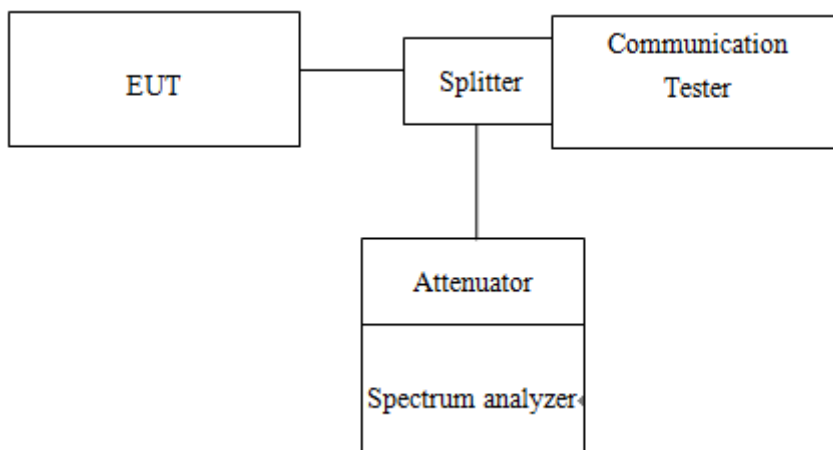 EUT
Splitter
Communication
Tester
Attenuator
Spectrum analyzer